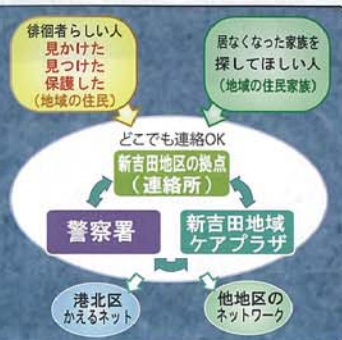 徘徊者らしい人
見かけた
見つけた
保護した
(地域の住民)
居なくなった家族を
探してほしい人
(地域の住民家族)
どこでも連絡OK
新吉田地区の拠点
(連絡所)
警察署
新吉田地域
ケアプラザ
港北区
かえるネット
他地区の
ネットワーク